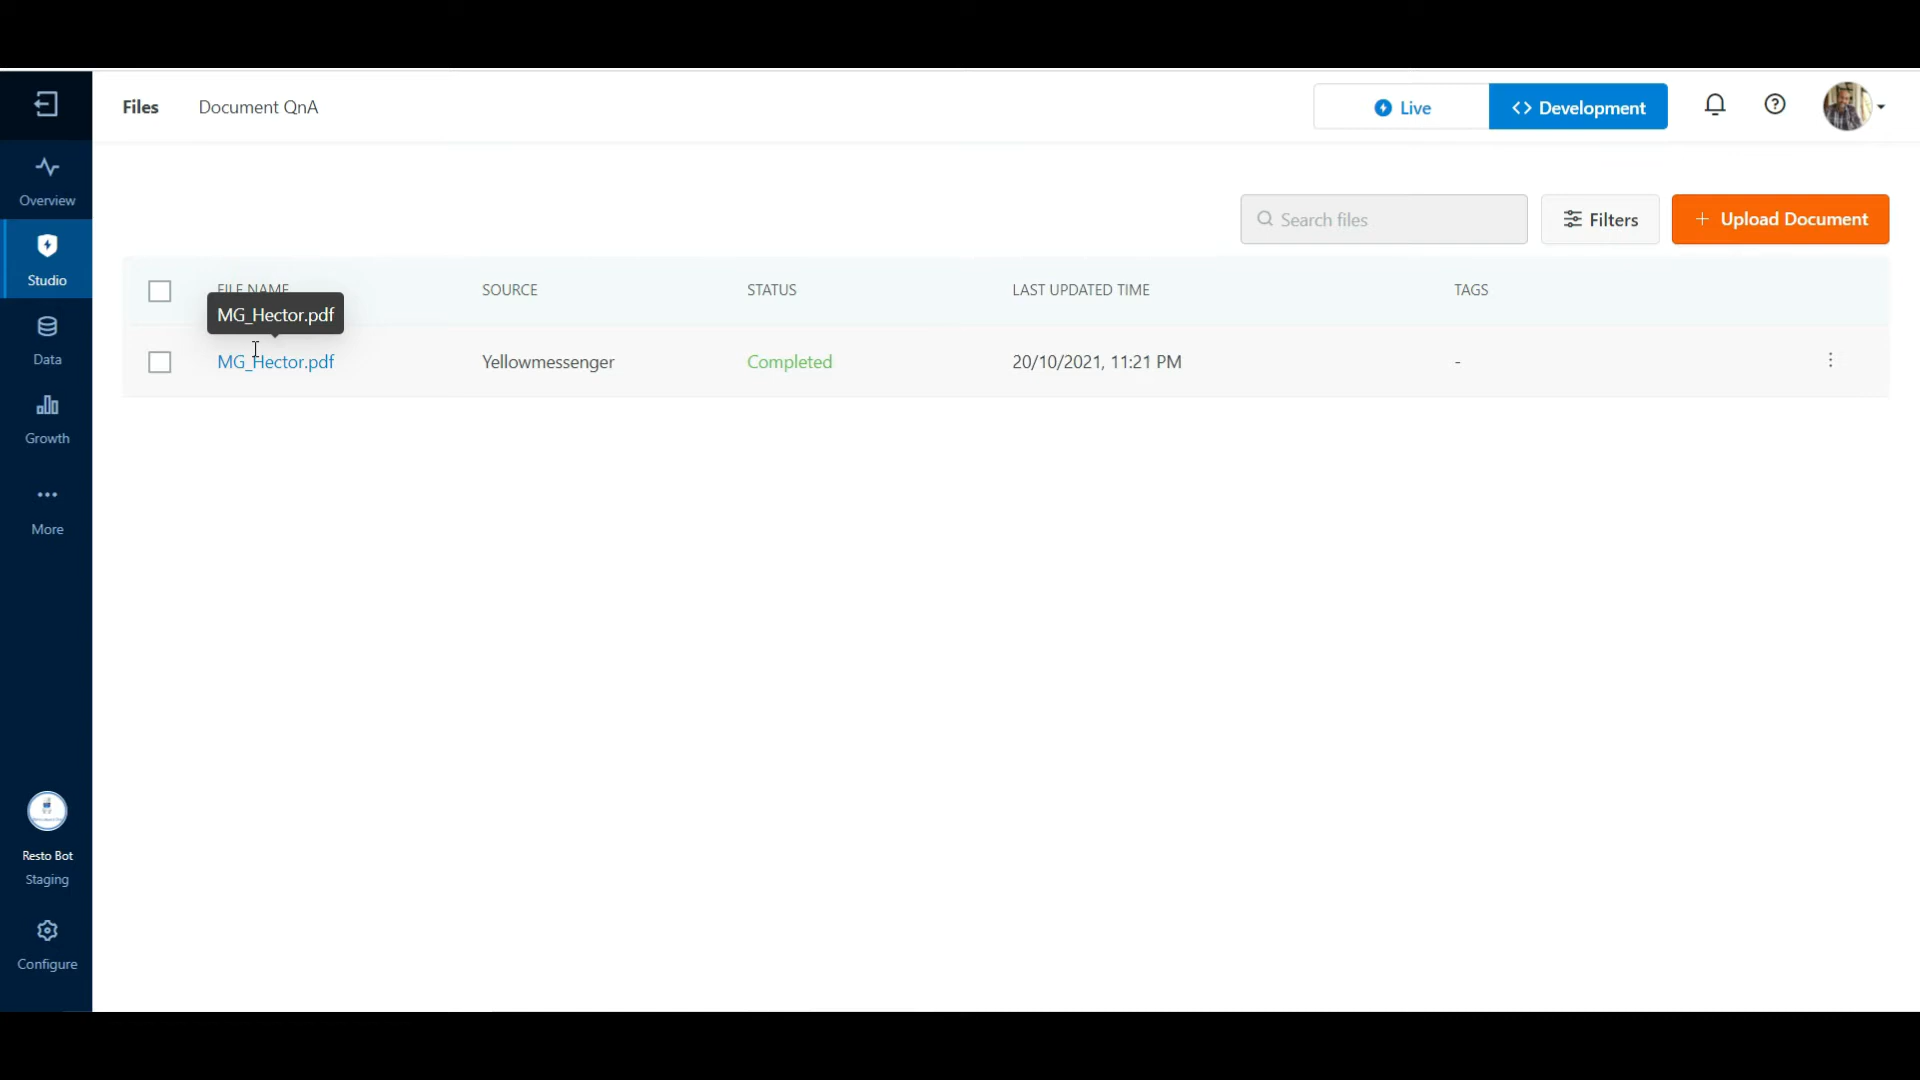 Files
Document QnA
Live
<> Development
Overview
Studio
Data
Growth
More
Resto Bot
Staging
Configure
Search files
Filters
+ Upload Document
FILE NAME
SOURCE
STATUS
LAST UPDATED TIME
TAGS
MG_Hector.pdf
MG_Hector.pdf
Yellowmessenger
Completed
20/10/2021, 11:21 PM
-